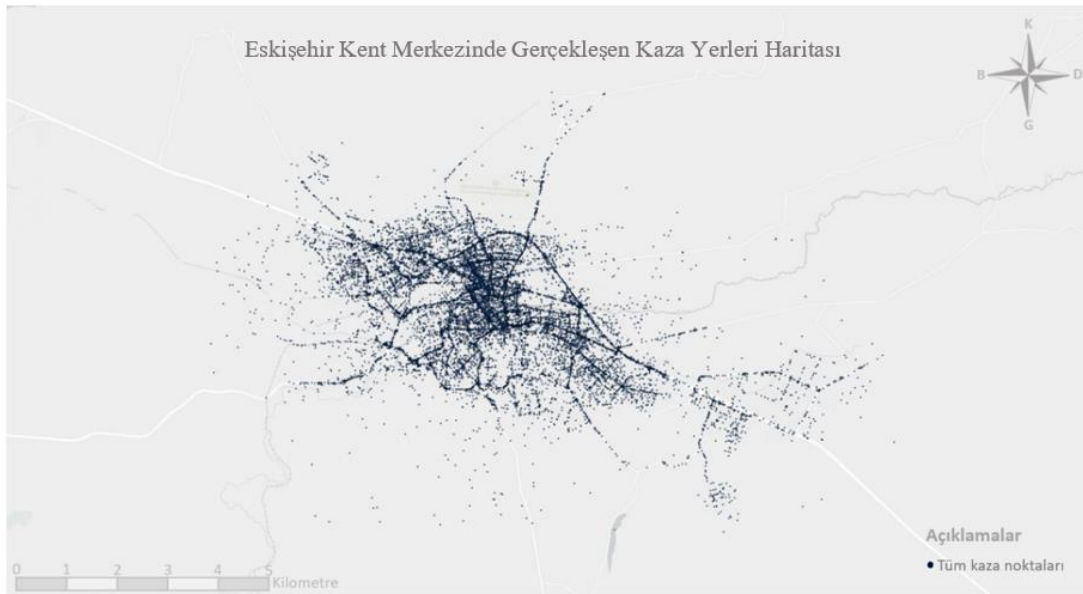 Eskişehir Kent Merkezinde Gerçekleşen Kaza Yerleri Haritası
K
B D
G
Açıklamalar
Tüm kaza noktaları
0 1 2 3 4 5
Kilometre